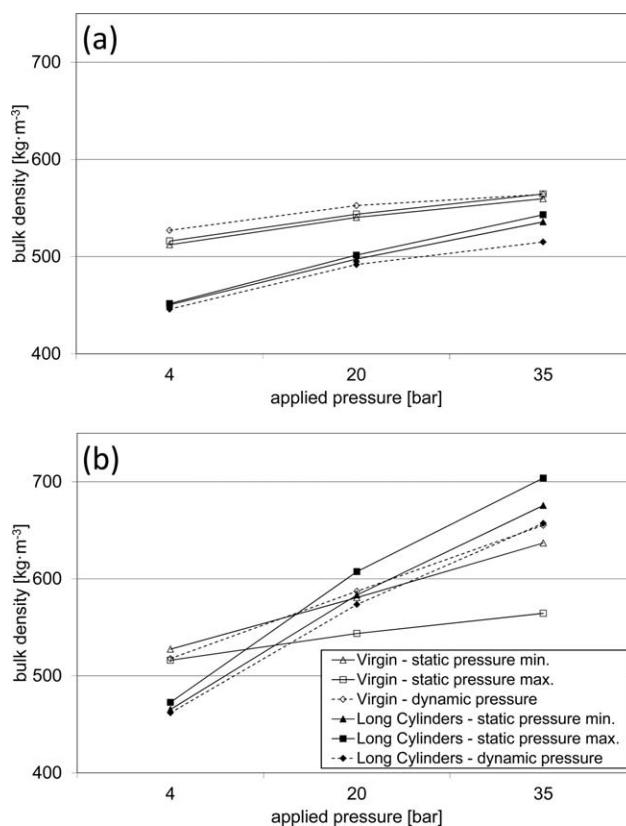 (a)
700
600
500
400
bulk density [kg·m⁻³]
4 20 35
applied pressure [bar]
(b)
700
600
500
400
bulk density [kg·m⁻³]
Virgin - static pressure min.
Virgin - static pressure max.
Virgin - dynamic pressure
Long Cylinders - static pressure min.
Long Cylinders - static pressure max.
Long Cylinders - dynamic pressure
4 20 35
applied pressure [bar]